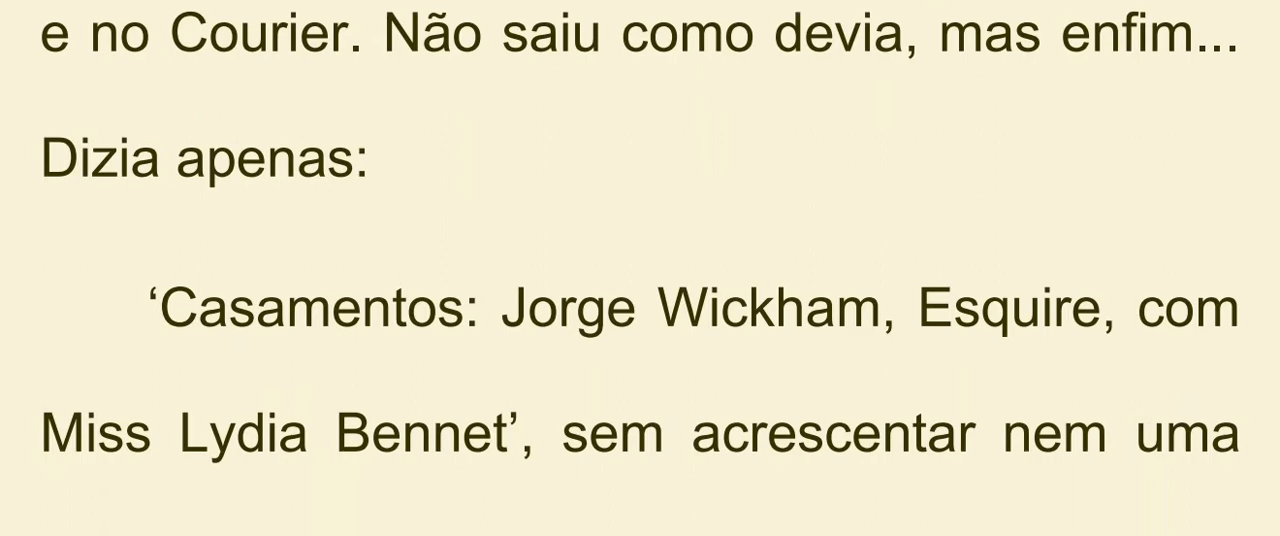 e no Courier. Não saiu como devia, mas enfim...
Dizia apenas:
‘Casamentos: Jorge Wickham, Esquire, com
Miss Lydia Bennet’, sem acrescentar nem uma